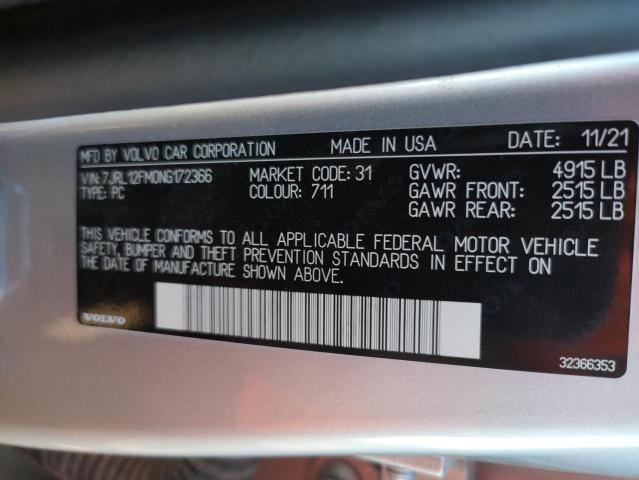 MFD BY VOLVO CAR CORPORATION MADE IN USA DATE: 11/21
VIN: 7JRL12FM0NG172366 MARKET CODE: 31 GVWR: 4915 LB
TYPE: PC COLOUR: 711 GAWR FRONT: 2515 LB
GAWR REAR: 2515 LB
THIS VEHICLE CONFORMS TO ALL APPLICABLE FEDERAL MOTOR VEHICLE
SAFETY, BUMPER AND THEFT PREVENTION STANDARDS IN EFFECT ON
THE DATE OF MANUFACTURE SHOWN ABOVE.
VOLVO
32366353